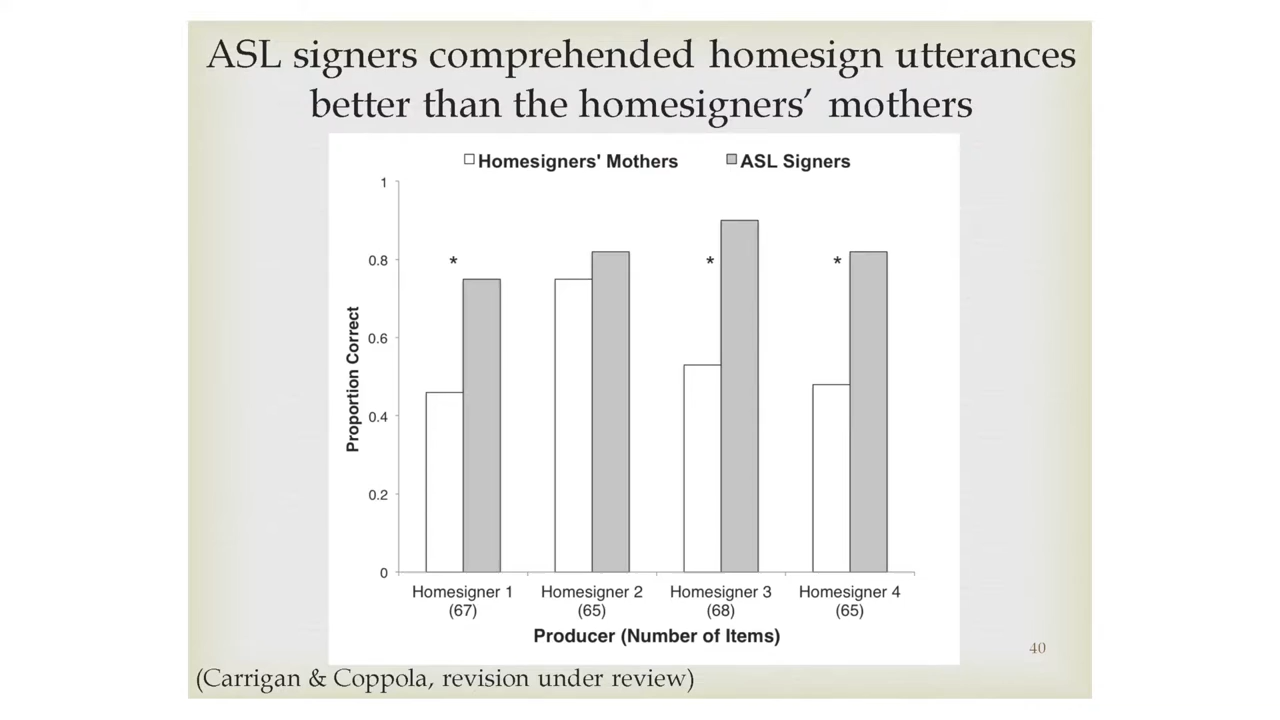 ASL signers comprehended homesign utterances
better than the homesigners’ mothers
Homesigners' Mothers ASL Signers
1
0.8
0.6
0.4
0.2
0
* * *
Proportion Correct
Homesigner 1 Homesigner 2 Homesigner 3 Homesigner 4
(67) (65) (68) (65)
Producer (Number of Items)
40
(Carrigan & Coppola, revision under review)